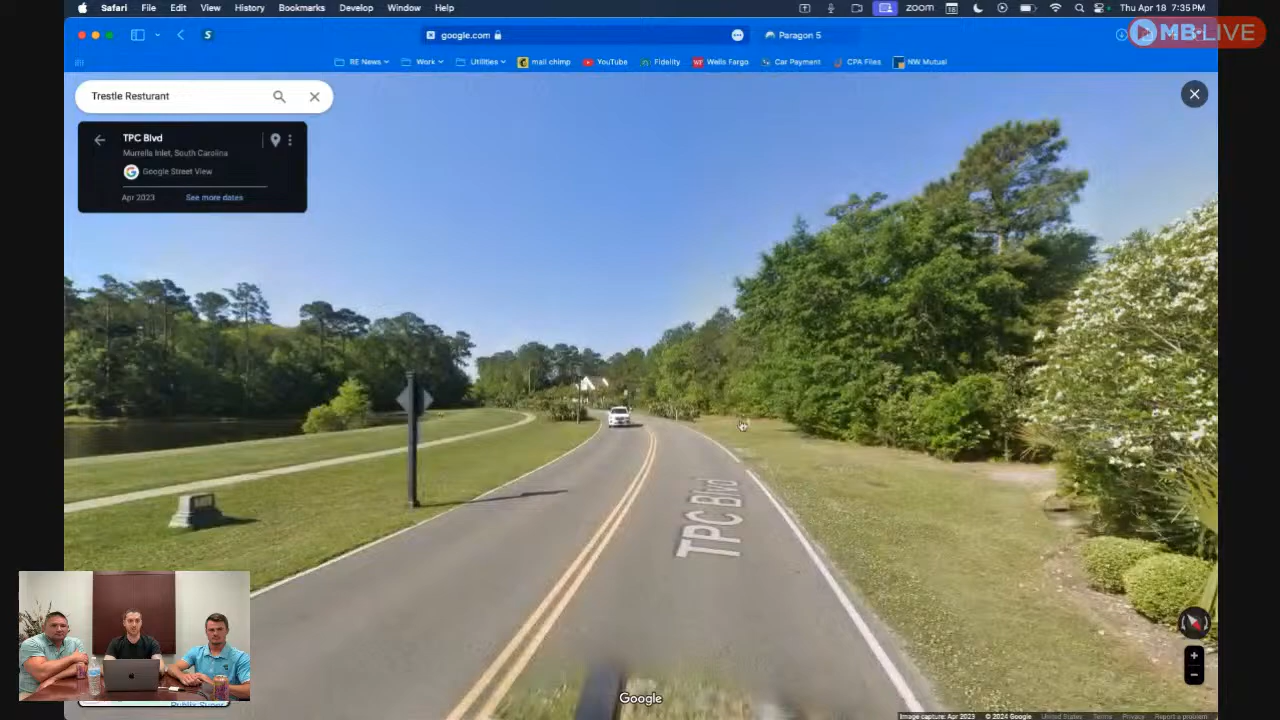 Safari File Edit View History Bookmarks Develop Window Help
zoom
Thu Apr 18 7:35 PM
google.com
Paragon 5
MB-LIVE
RE News
Work
Utilities
mail chimp
YouTube
Fidelity
Wells Fargo
Car Payment
CPA Files
NW Mutual
Trestle Resturant
TPC Blvd
Murrells Inlet, South Carolina
Google Street View
Apr 2023 See more dates
TPC Blvd
Publix Super
Google
Image capture: Apr 2023 © 2024 Google United States Terms Privacy Report a problem